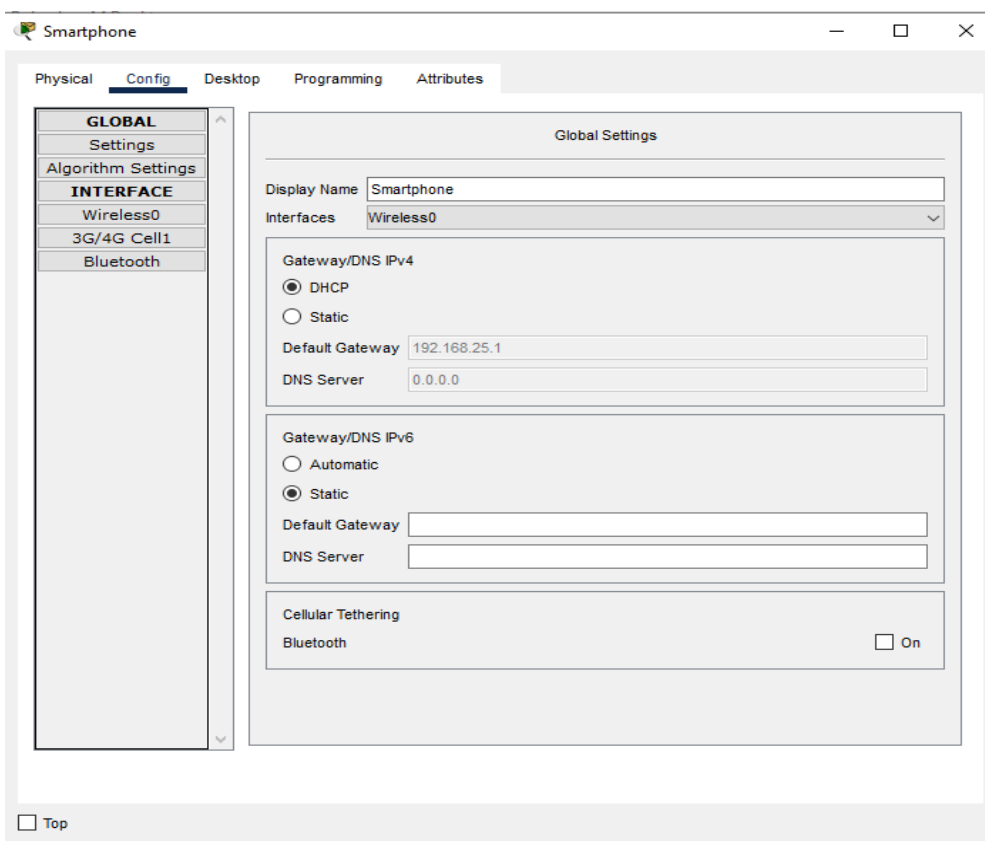 Smartphone
Physical Config Desktop Programming Attributes
GLOBAL
Settings
Algorithm Settings
INTERFACE
Wireless0
3G/4G Cell1
Bluetooth
Global Settings
Display Name Smartphone
Interfaces Wireless0
Gateway/DNS IPv4
DHCP
Static
Default Gateway 192.168.25.1
DNS Server 0.0.0.0
Gateway/DNS IPv6
Automatic
Static
Default Gateway
DNS Server
Cellular Tethering
Bluetooth On
Top